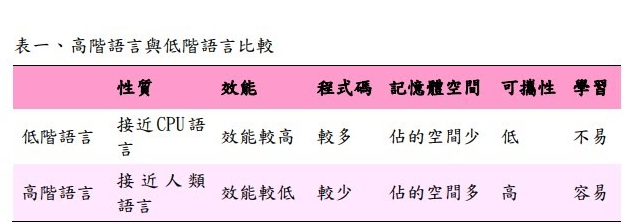 表一、高階語言與低階語言比較
性質 效能 程式碼 記憶體空間 可攜性 學習
低階語言 接近CPU語言 效能較高 較多 佔的空間少 低 不易
高階語言 接近人類語言 效能較低 較少 佔的空間多 高 容易